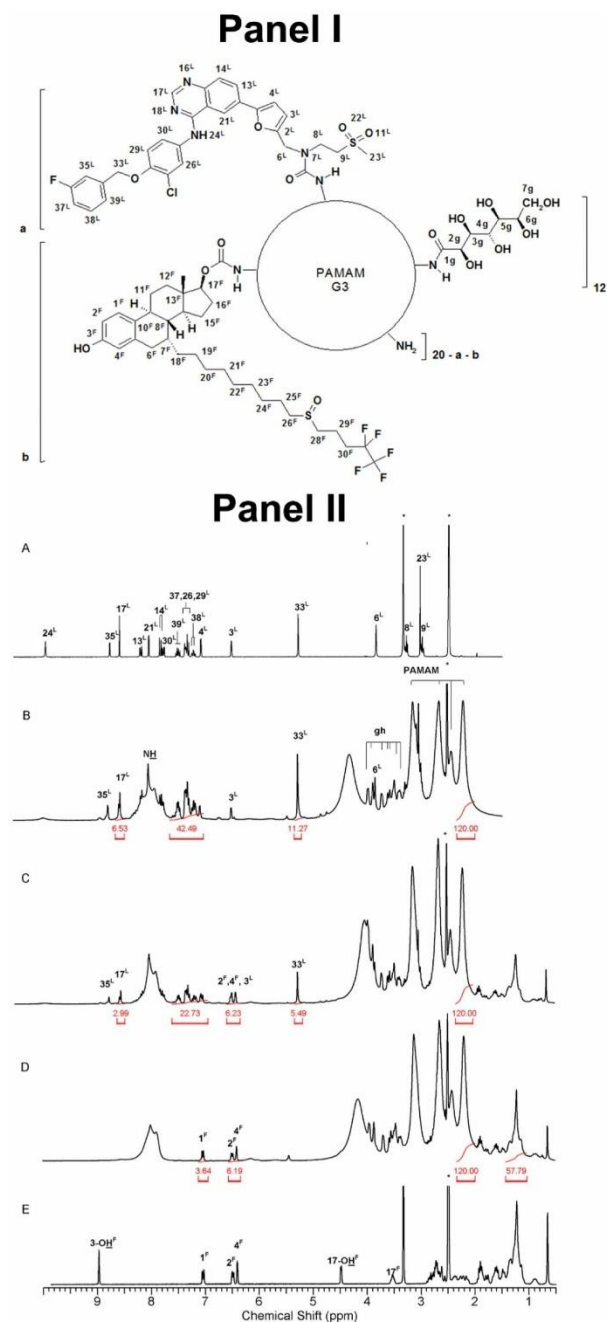 Panel I
16L
14L
N
17L
13L
4L
18L
N
3L
22L
O
O
11L
21L
O
8L
S
NH
24L
2L
30L
6L
N
7L
9L
23L
29L
35L
33L
26L
O
N
H
F
O
Cl
7g
37L
39L
CH2OH
38L
HO
HO
4g
5g
6g
2g
3g
OH
a
O
OH
OH
1g
N
H
12
O
12F
O
N
H
PAMAM
G3
11F
17F
13F
16F
1F
H
2F
10F
8F
H
15F
3F
NH2
HO
4F
6F
7F
19F
21F
20 - a - b
18F
20F
23F
22F
25F
O
24F
S
29F
26F
28F
F
F
30F
F
b
F
F
Panel II
A
37,26,29L
23L
17L
14L
33L
24L
35L
21L
39L
38L
6L
8L
9L
13L
30L
4L
3L
PAMAM
B
gh
33L
NH
6L
17L
35L
3L
6.53
42.49
11.27
120.00
C
2F,4F, 3L
33L
17L
35L
2.99
22.73
6.23
5.49
120.00
D
4F
1F
2F
3.64
6.19
120.00
57.79
E
3-OHF
4F
17-OHF
1F
2F
17F
9 8 7 6 5 4 3 2 1
Chemical Shift (ppm)